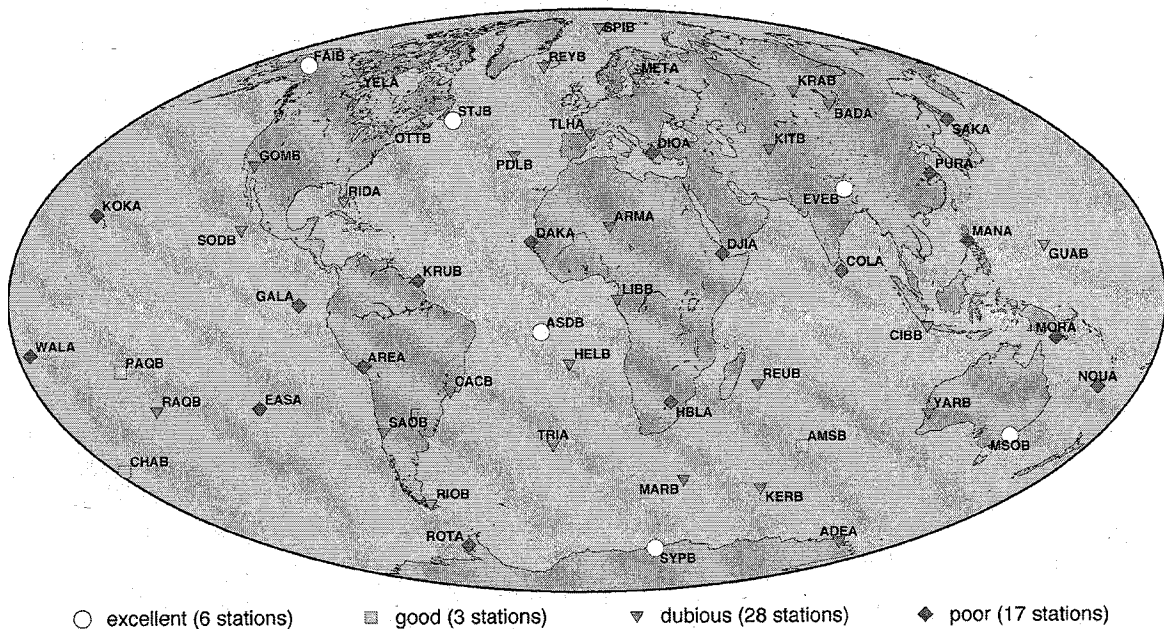 SPIB
FAIB
REYB
META
YELA
KRAB
BADA
STJB
SAKA
TLHA
OTTB
DIOA
KITB
PDLB
PURA
GOMB
EVEB
RIDA
KOKA
ARMA
SODB
DAKA
MANA
DJIA
GUAB
COLA
KRUB
LIBB
GALA
ASDB
CIBB
MORA
WALA
PAQB
HELB
AREA
REUB
NOUA
CACB
RAQB
EASA
HBLA
YARB
SAOB
TRIA
AMSB
MSOB
CHAB
MARB
KERB
RIOB
ADEA
ROTA
SYPB
excellent (6 stations) good (3 stations) dubious (28 stations) poor (17 stations)